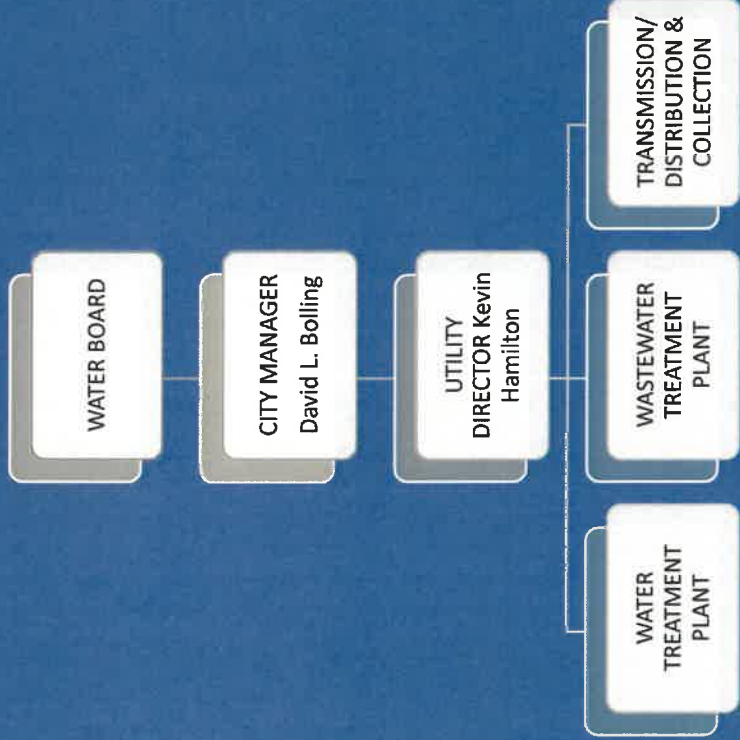 WATER BOARD
CITY MANAGER
David L. Bolling
UTILITY
DIRECTOR Kevin
Hamilton
WATER
TREATMENT
PLANT
WASTEWATER
TREATMENT
PLANT
TRANSMISSION/
DISTRIBUTION &
COLLECTION